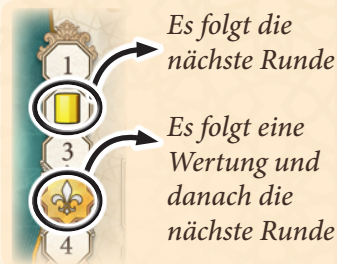 1
Es folgt die
nächste Runde
3
Es folgt eine
Wertung und
danach die
nächste Runde
4